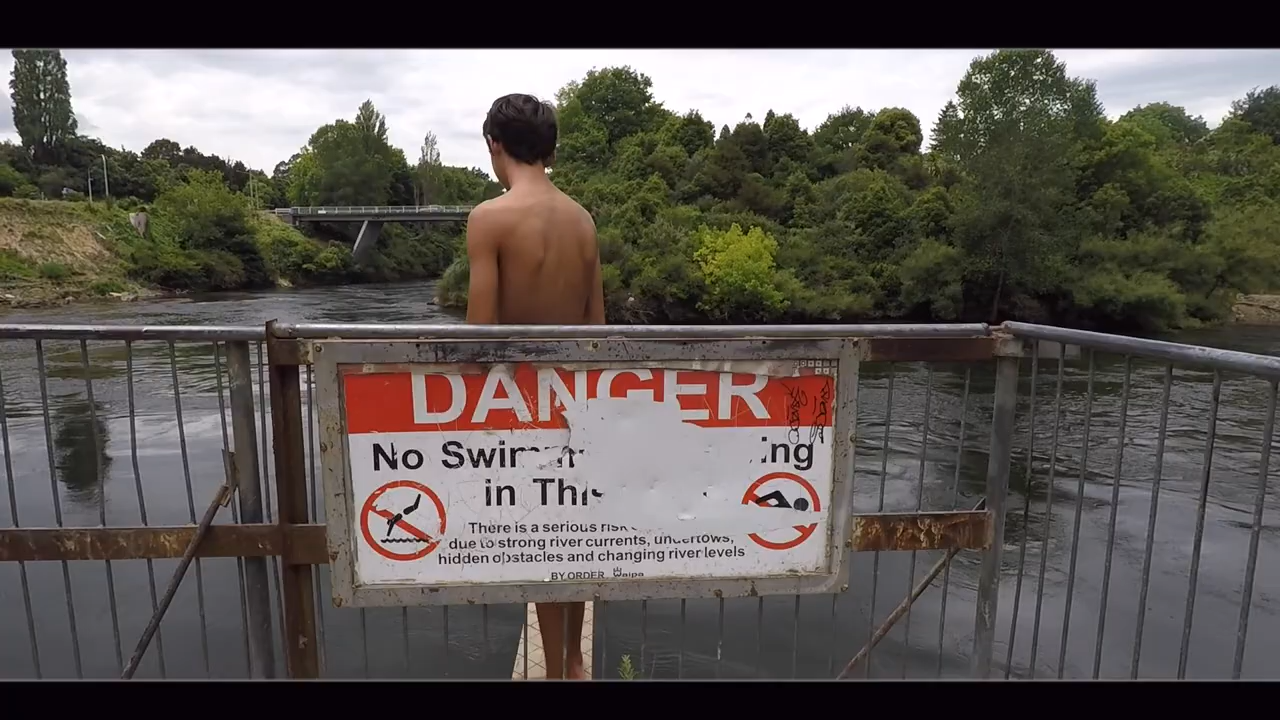 DANGER
No Swim ing
in This
There is a serious risk
due to strong river currents, undertows,
hidden obstacles and changing river levels
BY ORDER Waipa